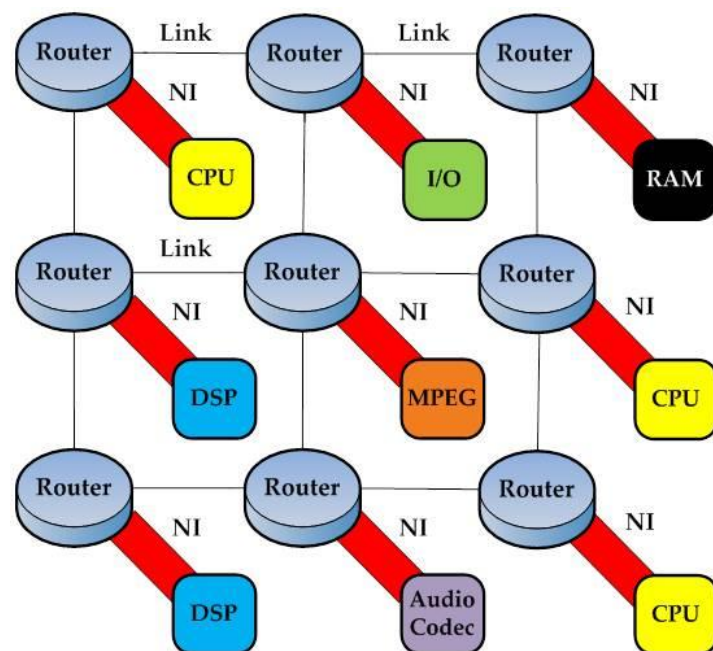 Link
Link
Router
Router
Router
NI
NI
NI
CPU
I/O
RAM
Link
Router
Router
Router
NI
NI
NI
DSP
MPEG
CPU
Router
Router
Router
NI
NI
NI
DSP
Audio
Codec
CPU